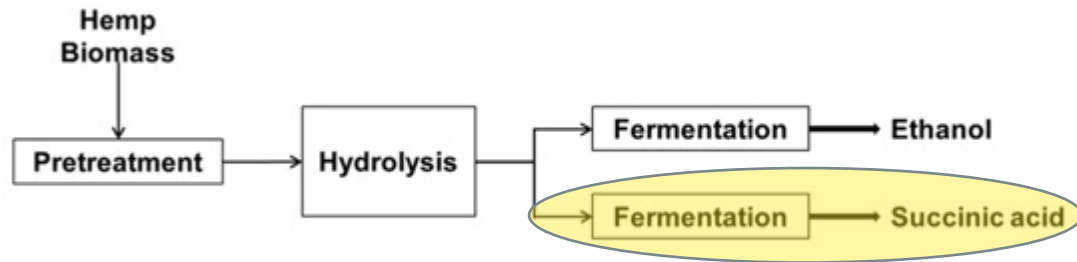 Hemp
Biomass
Pretreatment
Hydrolysis
Fermentation
Ethanol
Fermentation
Succinic acid